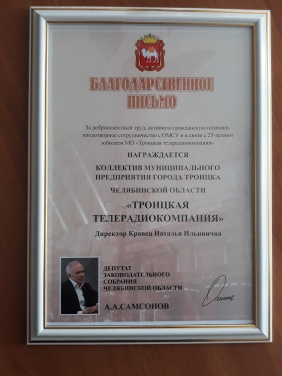 БЛАГОДАРСТВЕННОЕ
ПИСЬМО
За добросовестный труд, активную гражданскую позицию,
плодотворное сотрудничество с ОМСУ и в связи с 25-летним
юбилеем МП «Троицкая телерадиокомпания»
НАГРАЖДАЕТСЯ
КОЛЛЕКТИВ МУНИЦИПАЛЬНОГО
ПРЕДПРИЯТИЯ ГОРОДА ТРОИЦКА
ЧЕЛЯБИНСКОЙ ОБЛАСТИ
«ТРОИЦКАЯ
ТЕЛЕРАДИОКОМПАНИЯ»
Директор Кравец Наталья Ильинична
ДЕПУТАТ
ЗАКОНОДАТЕЛЬНОГО
СОБРАНИЯ
ЧЕЛЯБИНСКОЙ ОБЛАСТИ
А.А.САМСОНОВ